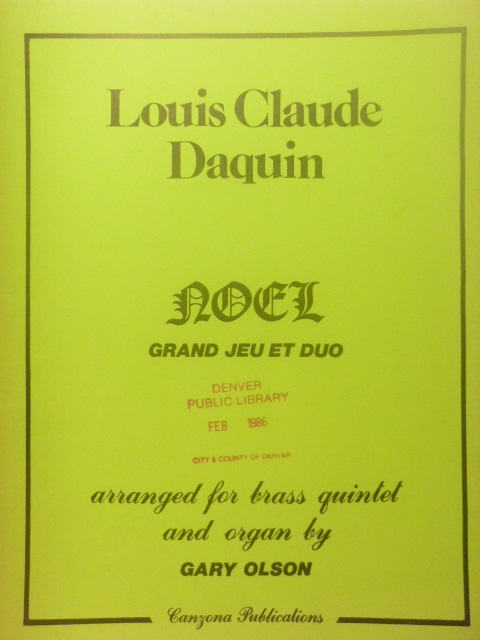 Louis Claude
Daquin
NOEL
GRAND JEU ET DUO
DENVER
PUBLIC LIBRARY
FEB 1986
CITY & COUNTY OF DENVER
arranged for brass quintet
and organ by
GARY OLSON
Canzona Publications